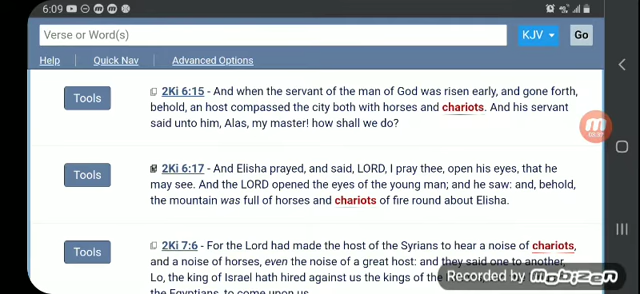 6:09
Verse or Word(s)
KJV
Go
Help Quick Nav Advanced Options
Tools
2Ki 6:15 - And when the servant of the man of God was risen early, and gone forth,
behold, an host compassed the city both with horses and chariots. And his servant
said unto him, Alas, my master! how shall we do?
Tools
2Ki 6:17 - And Elisha prayed, and said, LORD, I pray thee, open his eyes, that he
may see. And the LORD opened the eyes of the young man; and he saw: and, behold,
the mountain was full of horses and chariots of fire round about Elisha.
Tools
2Ki 7:6 - For the Lord had made the host of the Syrians to hear a noise of chariots,
and a noise of horses, even the noise of a great host: and they said one to another,
Lo, the king of Israel hath hired against us the kings of the
the Egyptians, to come upon us.
Recorded by Mobizen